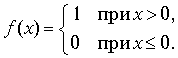 f(x) = { 1 при x > 0,
0 при x ≤ 0.